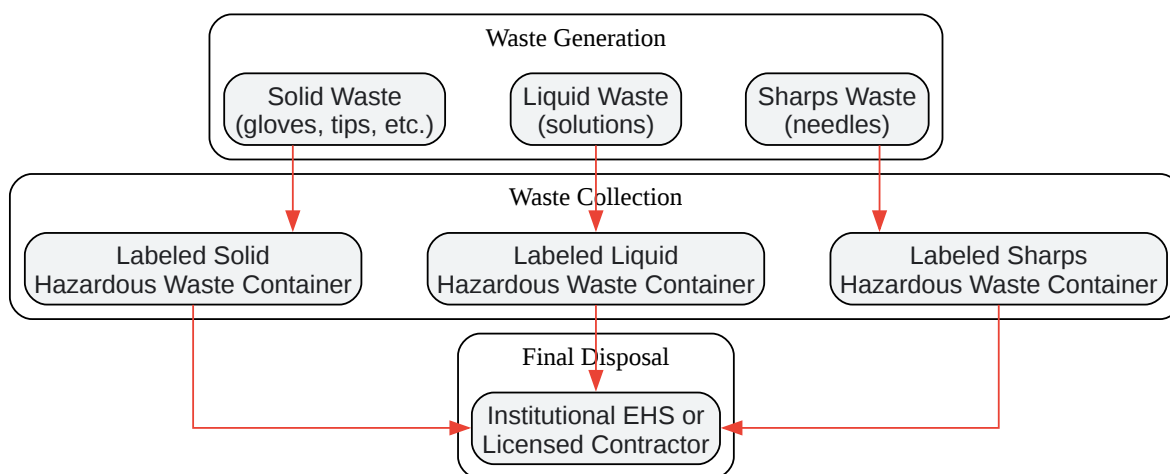 Waste Generation
Solid Waste
(gloves, tips, etc.)
Liquid Waste
(solutions)
Sharps Waste
(needles)
Waste Collection
Labeled Solid
Hazardous Waste Container
Labeled Liquid
Hazardous Waste Container
Labeled Sharps
Hazardous Waste Container
Final Disposal
Institutional EHS or
Licensed Contractor